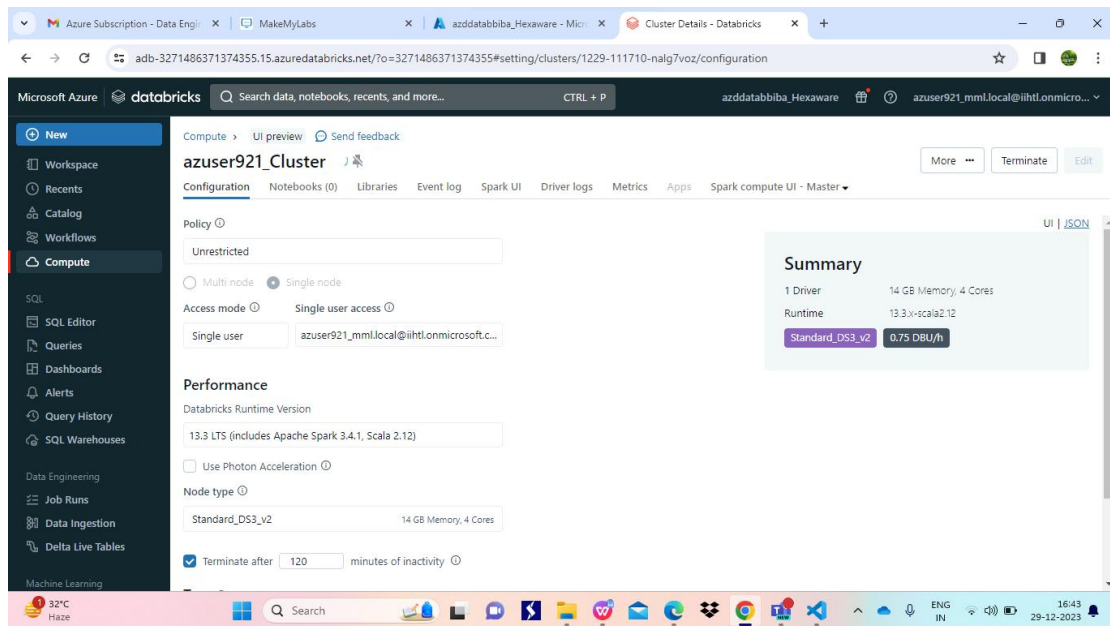 Azure Subscription - Data Engin
MakeMyLabs
azddatabbiba_Hexaware - Micro
Cluster Details - Databricks
adb-3271486371374355.15.azuredatabricks.net/?o=3271486371374355#setting/clusters/1229-111710-nalg7voz/configuration
Microsoft Azure databricks Search data, notebooks, recents, and more... CTRL + P azddatabbiba_Hexaware azuser921_mml.local@iihtl.onmicro...
New
Workspace
Recents
Catalog
Workflows
Compute
SQL
SQL Editor
Queries
Dashboards
Alerts
Query History
SQL Warehouses
Data Engineering
Job Runs
Data Ingestion
Delta Live Tables
Machine Learning
Compute > UI preview Send feedback
azuser921_Cluster
More ... Terminate Edit
Configuration Notebooks (0) Libraries Event log Spark UI Driver logs Metrics Apps Spark compute UI - Master
UI | JSON
Policy
Unrestricted
Multi node Single node
Access mode Single user access
Single user azuser921_mml.local@iihtl.onmicrosoft.c...
Performance
Databricks Runtime Version
13.3 LTS (includes Apache Spark 3.4.1, Scala 2.12)
Use Photon Acceleration
Node type
Standard_DS3_v2 14 GB Memory, 4 Cores
Terminate after 120 minutes of inactivity
Summary
1 Driver 14 GB Memory, 4 Cores
Runtime 13.3.x-scala2.12
Standard_DS3_v2 0.75 DBU/h
32°C
Haze
Search
ENG
IN
16:43
29-12-2023